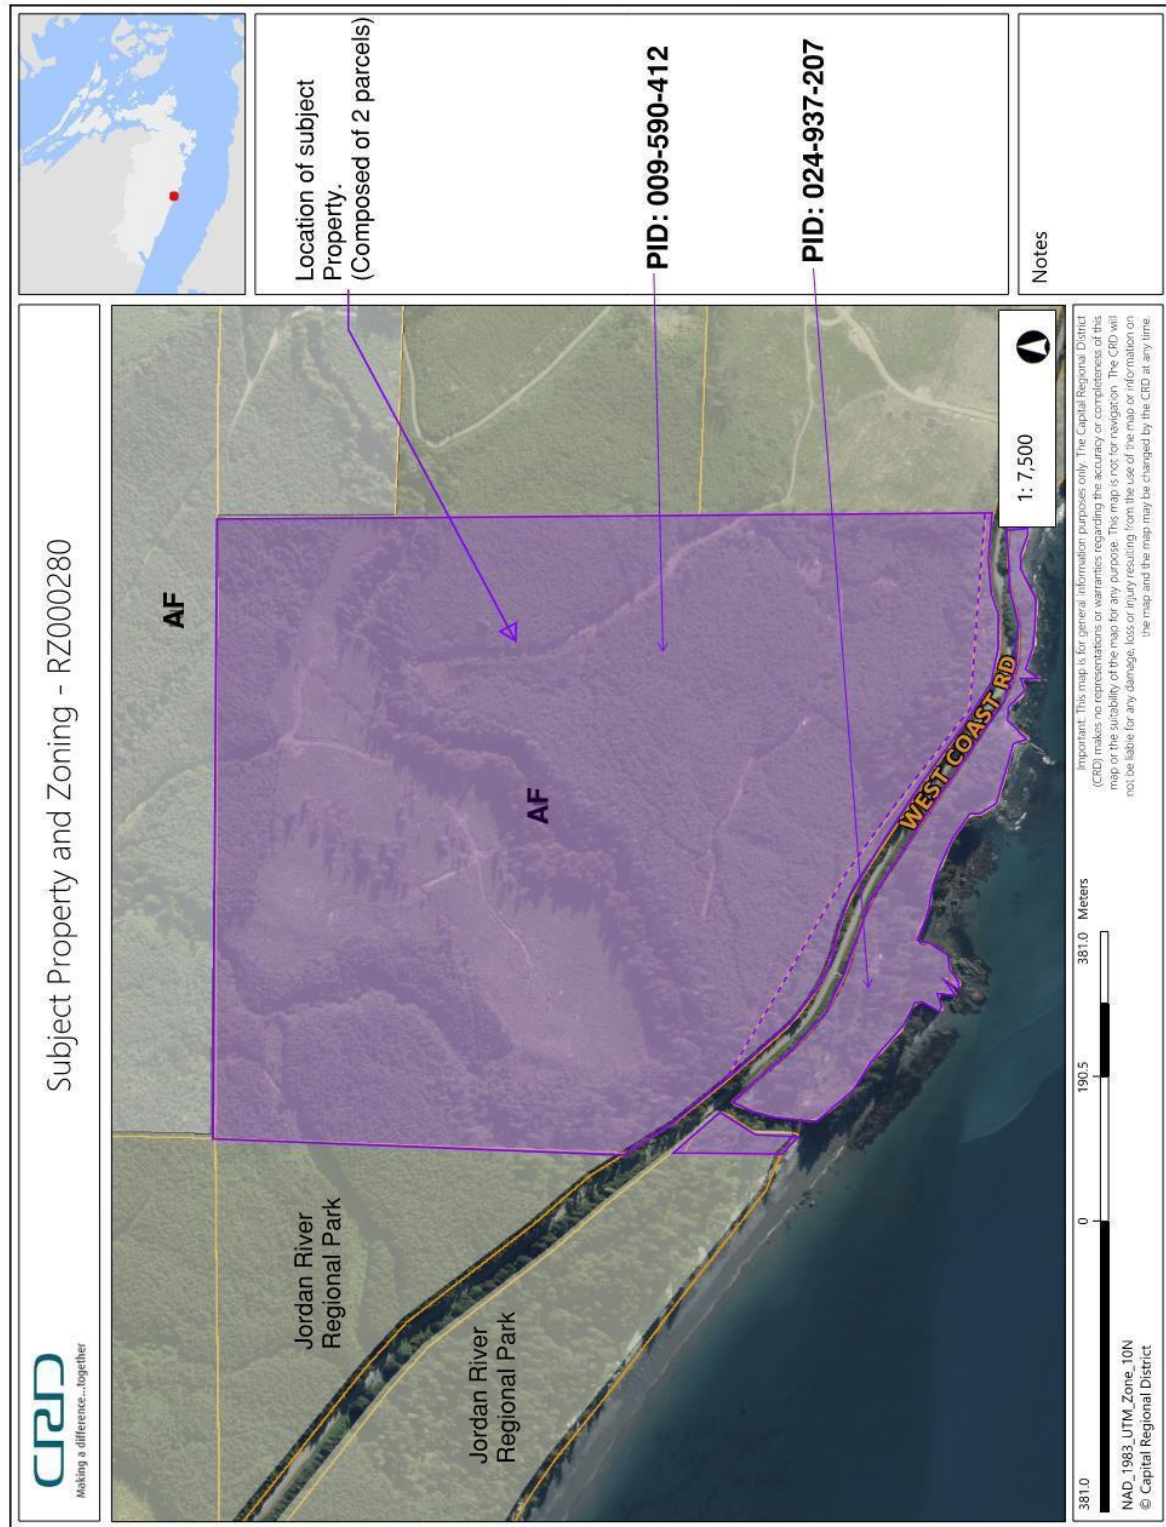 CRD
Making a difference...together
Subject Property and Zoning - RZ000280
Location of subject
Property.
(Composed of 2 parcels)
PID: 009-590-412
PID: 024-937-207
Notes
AF
AF
Jordan River
Regional Park
Jordan River
Regional Park
WEST COAST RD
1: 7,500
381.0
0
190.5
381.0 Meters
NAD_1983_UTM_Zone_10N
© Capital Regional District
Important: This map is for general information purposes only. The Capital Regional District
(CRD) makes no representations or warranties regarding the accuracy or completeness of this
map or the suitability of the map for any purpose. This map is not for navigation. The CRD will
not be liable for any damage, loss or injury resulting from the use of the map or information on
the map and the map may be changed by the CRD at any time.